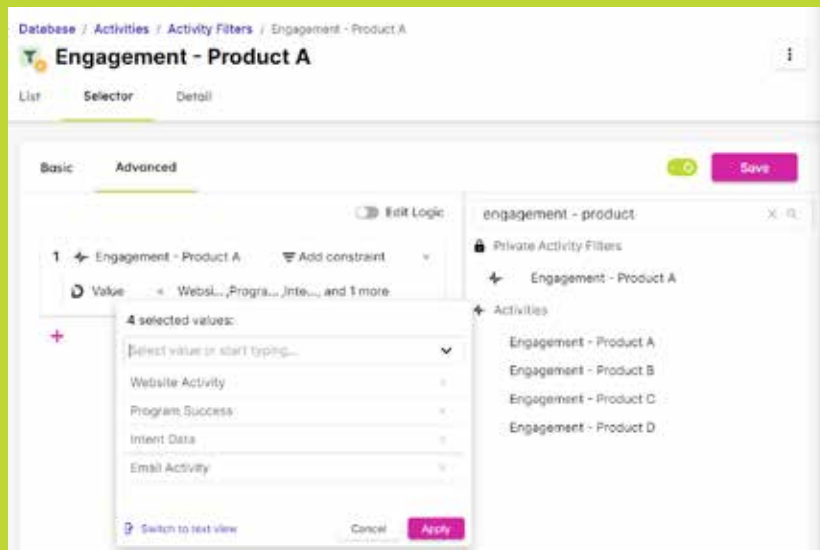 Database / Activities / Activity Filters / Engagement - Product A
Engagement - Product A
List Selector Detail
Basic Advanced Save
Edit Logic
1 Engagement - Product A Add constraint
Value = Websi...,Progra...,Inte..., and 1 more
4 selected values:
Select value or start typing...
Website Activity
Program Success
Intent Data
Email Activity
Switch to text view Cancel Apply
engagement - product
Private Activity Filters
Engagement - Product A
Activities
Engagement - Product A
Engagement - Product B
Engagement - Product C
Engagement - Product D